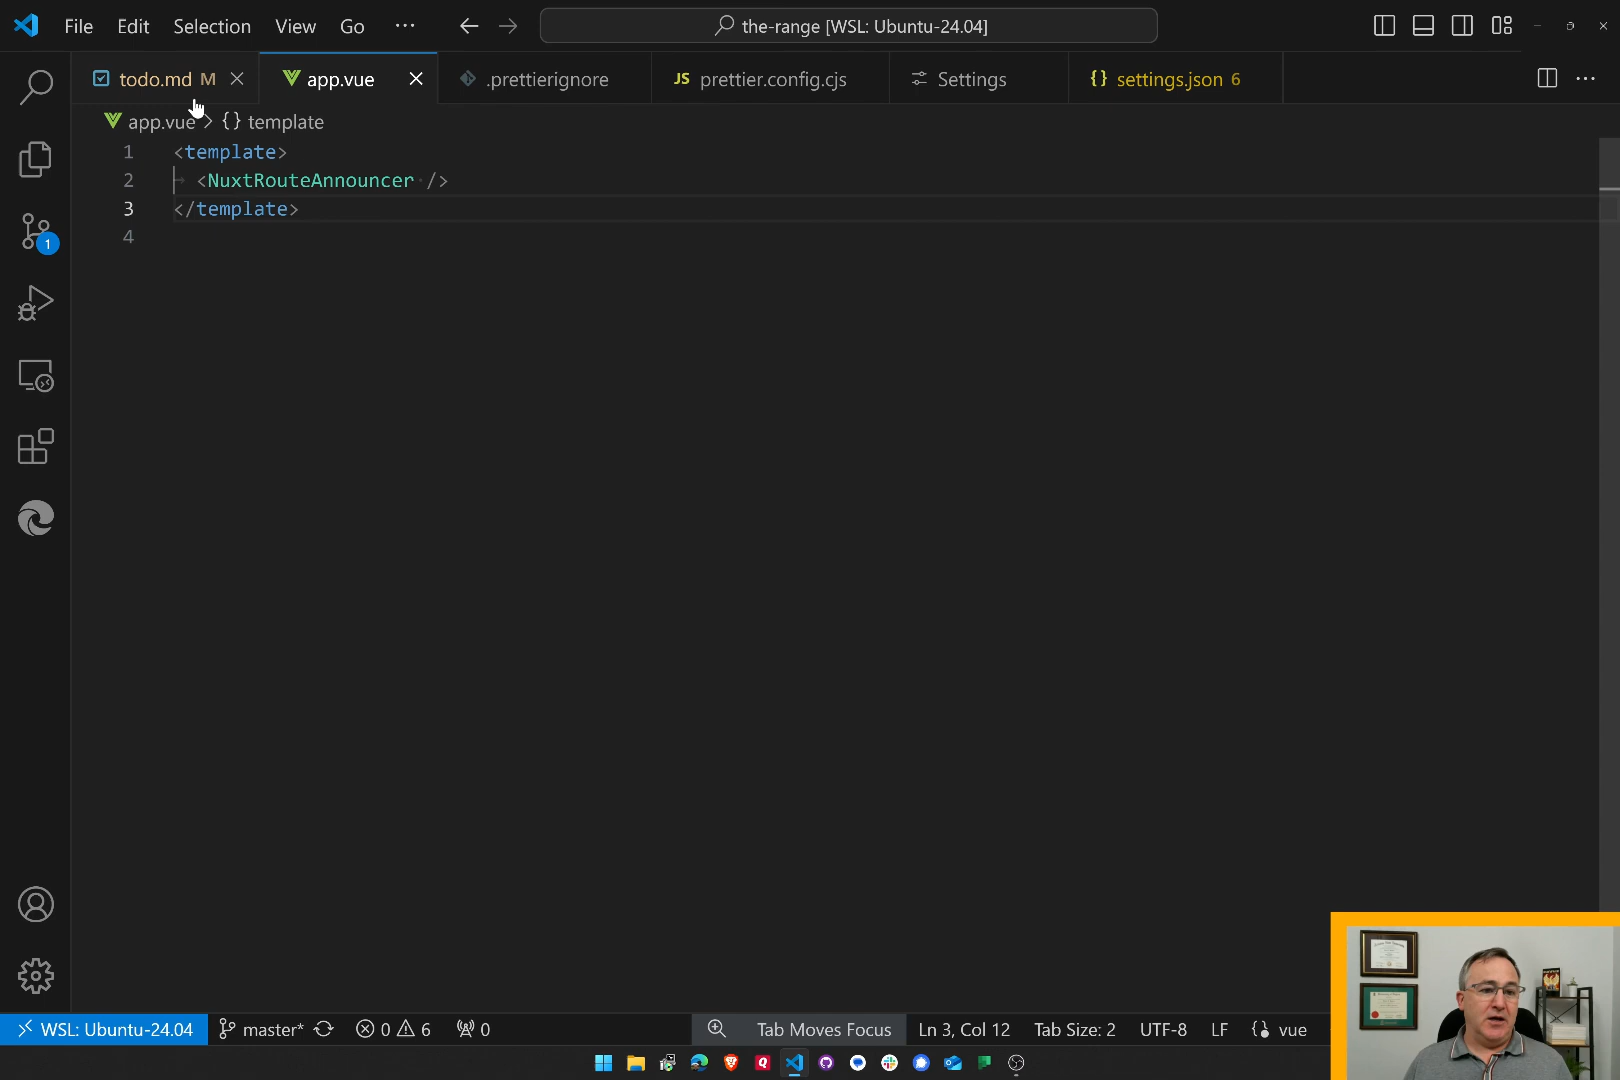 File Edit Selection View Go ··· the-range [WSL: Ubuntu-24.04]
todo.md M app.vue .prettierignore JS prettier.config.cjs Settings {} settings.json 6 ···
app.vue > {} template
1 <template>
2 <NuxtRouteAnnouncer />
3 </template>
4
1
WSL: Ubuntu-24.04 master* 0 6 0 Tab Moves Focus Ln 3, Col 12 Tab Size: 2 UTF-8 LF vue